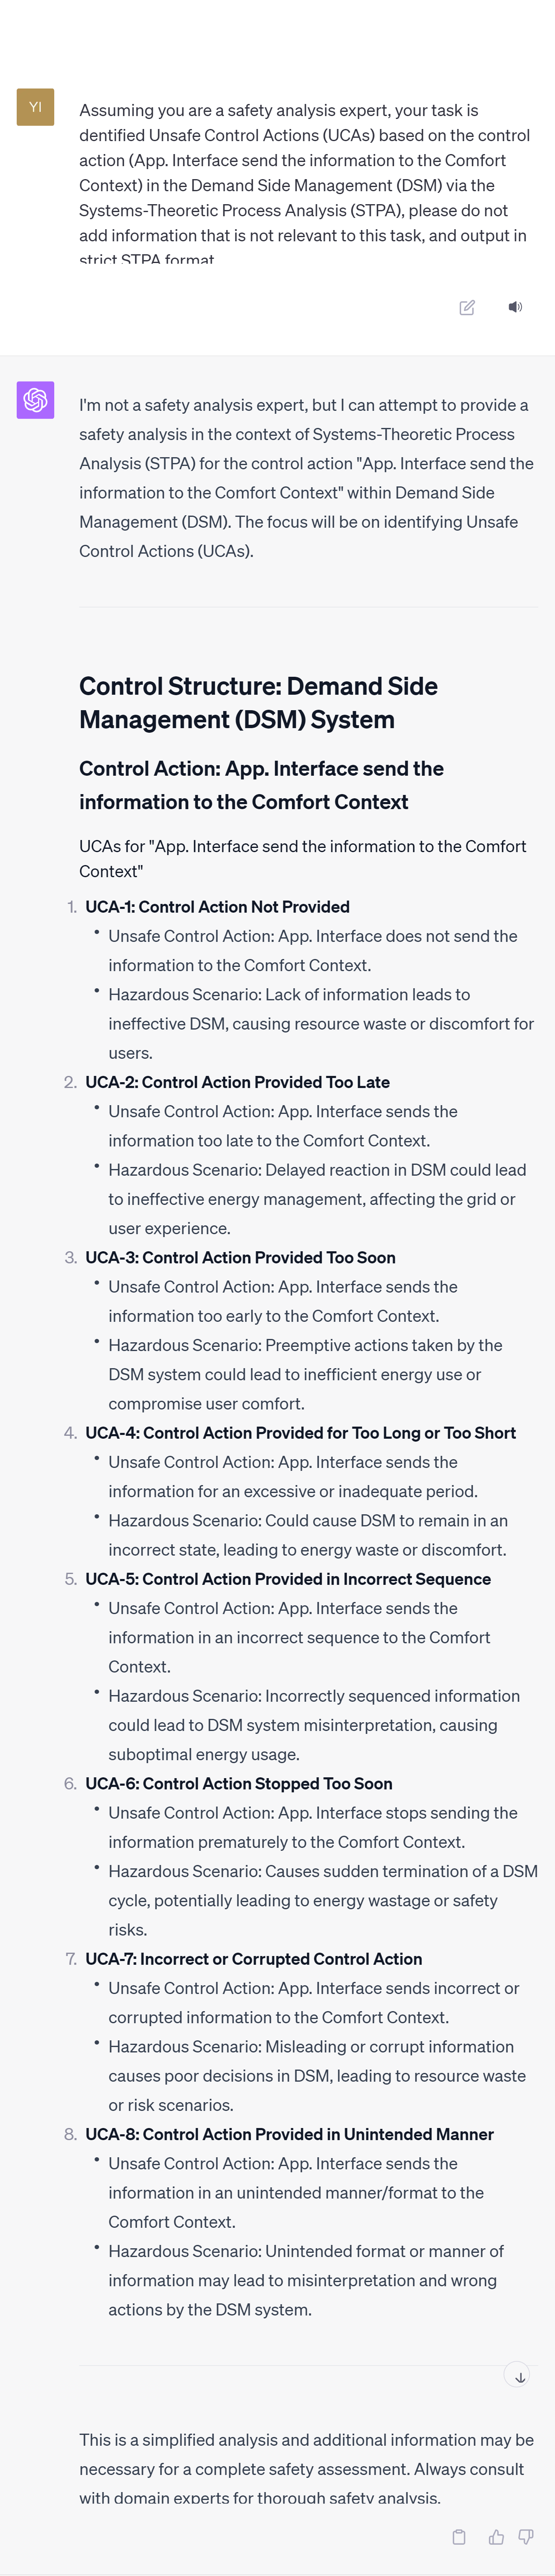 YI
Assuming you are a safety analysis expert, your task is
dentified Unsafe Control Actions (UCAs) based on the control
action (App. Interface send the information to the Comfort
Context) in the Demand Side Management (DSM) via the
Systems-Theoretic Process Analysis (STPA), please do not
add information that is not relevant to this task, and output in
strict STPA format
I'm not a safety analysis expert, but I can attempt to provide a
safety analysis in the context of Systems-Theoretic Process
Analysis (STPA) for the control action "App. Interface send the
information to the Comfort Context" within Demand Side
Management (DSM). The focus will be on identifying Unsafe
Control Actions (UCAs).
Control Structure: Demand Side
Management (DSM) System
Control Action: App. Interface send the
information to the Comfort Context
UCAs for "App. Interface send the information to the Comfort
Context"
1. UCA-1: Control Action Not Provided
• Unsafe Control Action: App. Interface does not send the
information to the Comfort Context.
• Hazardous Scenario: Lack of information leads to
ineffective DSM, causing resource waste or discomfort for
users.
2. UCA-2: Control Action Provided Too Late
• Unsafe Control Action: App. Interface sends the
information too late to the Comfort Context.
• Hazardous Scenario: Delayed reaction in DSM could lead
to ineffective energy management, affecting the grid or
user experience.
3. UCA-3: Control Action Provided Too Soon
• Unsafe Control Action: App. Interface sends the
information too early to the Comfort Context.
• Hazardous Scenario: Preemptive actions taken by the
DSM system could lead to inefficient energy use or
compromise user comfort.
4. UCA-4: Control Action Provided for Too Long or Too Short
• Unsafe Control Action: App. Interface sends the
information for an excessive or inadequate period.
• Hazardous Scenario: Could cause DSM to remain in an
incorrect state, leading to energy waste or discomfort.
5. UCA-5: Control Action Provided in Incorrect Sequence
• Unsafe Control Action: App. Interface sends the
information in an incorrect sequence to the Comfort
Context.
• Hazardous Scenario: Incorrectly sequenced information
could lead to DSM system misinterpretation, causing
suboptimal energy usage.
6. UCA-6: Control Action Stopped Too Soon
• Unsafe Control Action: App. Interface stops sending the
information prematurely to the Comfort Context.
• Hazardous Scenario: Causes sudden termination of a DSM
cycle, potentially leading to energy wastage or safety
risks.
7. UCA-7: Incorrect or Corrupted Control Action
• Unsafe Control Action: App. Interface sends incorrect or
corrupted information to the Comfort Context.
• Hazardous Scenario: Misleading or corrupt information
causes poor decisions in DSM, leading to resource waste
or risk scenarios.
8. UCA-8: Control Action Provided in Unintended Manner
• Unsafe Control Action: App. Interface sends the
information in an unintended manner/format to the
Comfort Context.
• Hazardous Scenario: Unintended format or manner of
information may lead to misinterpretation and wrong
actions by the DSM system.
This is a simplified analysis and additional information may be
necessary for a complete safety assessment. Always consult
with domain experts for thorough safety analysis.